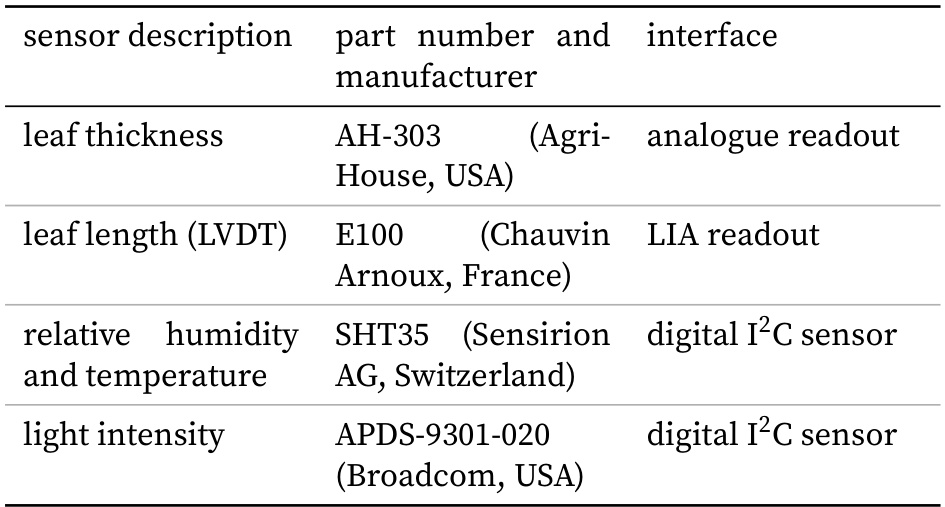 sensor description part number and manufacturer interface
leaf thickness AH-303 (Agri-House, USA) analogue readout
leaf length (LVDT) E100 (Chauvin Arnoux, France) LIA readout
relative humidity and temperature SHT35 (Sensirion AG, Switzerland) digital I²C sensor
light intensity APDS-9301-020 (Broadcom, USA) digital I²C sensor